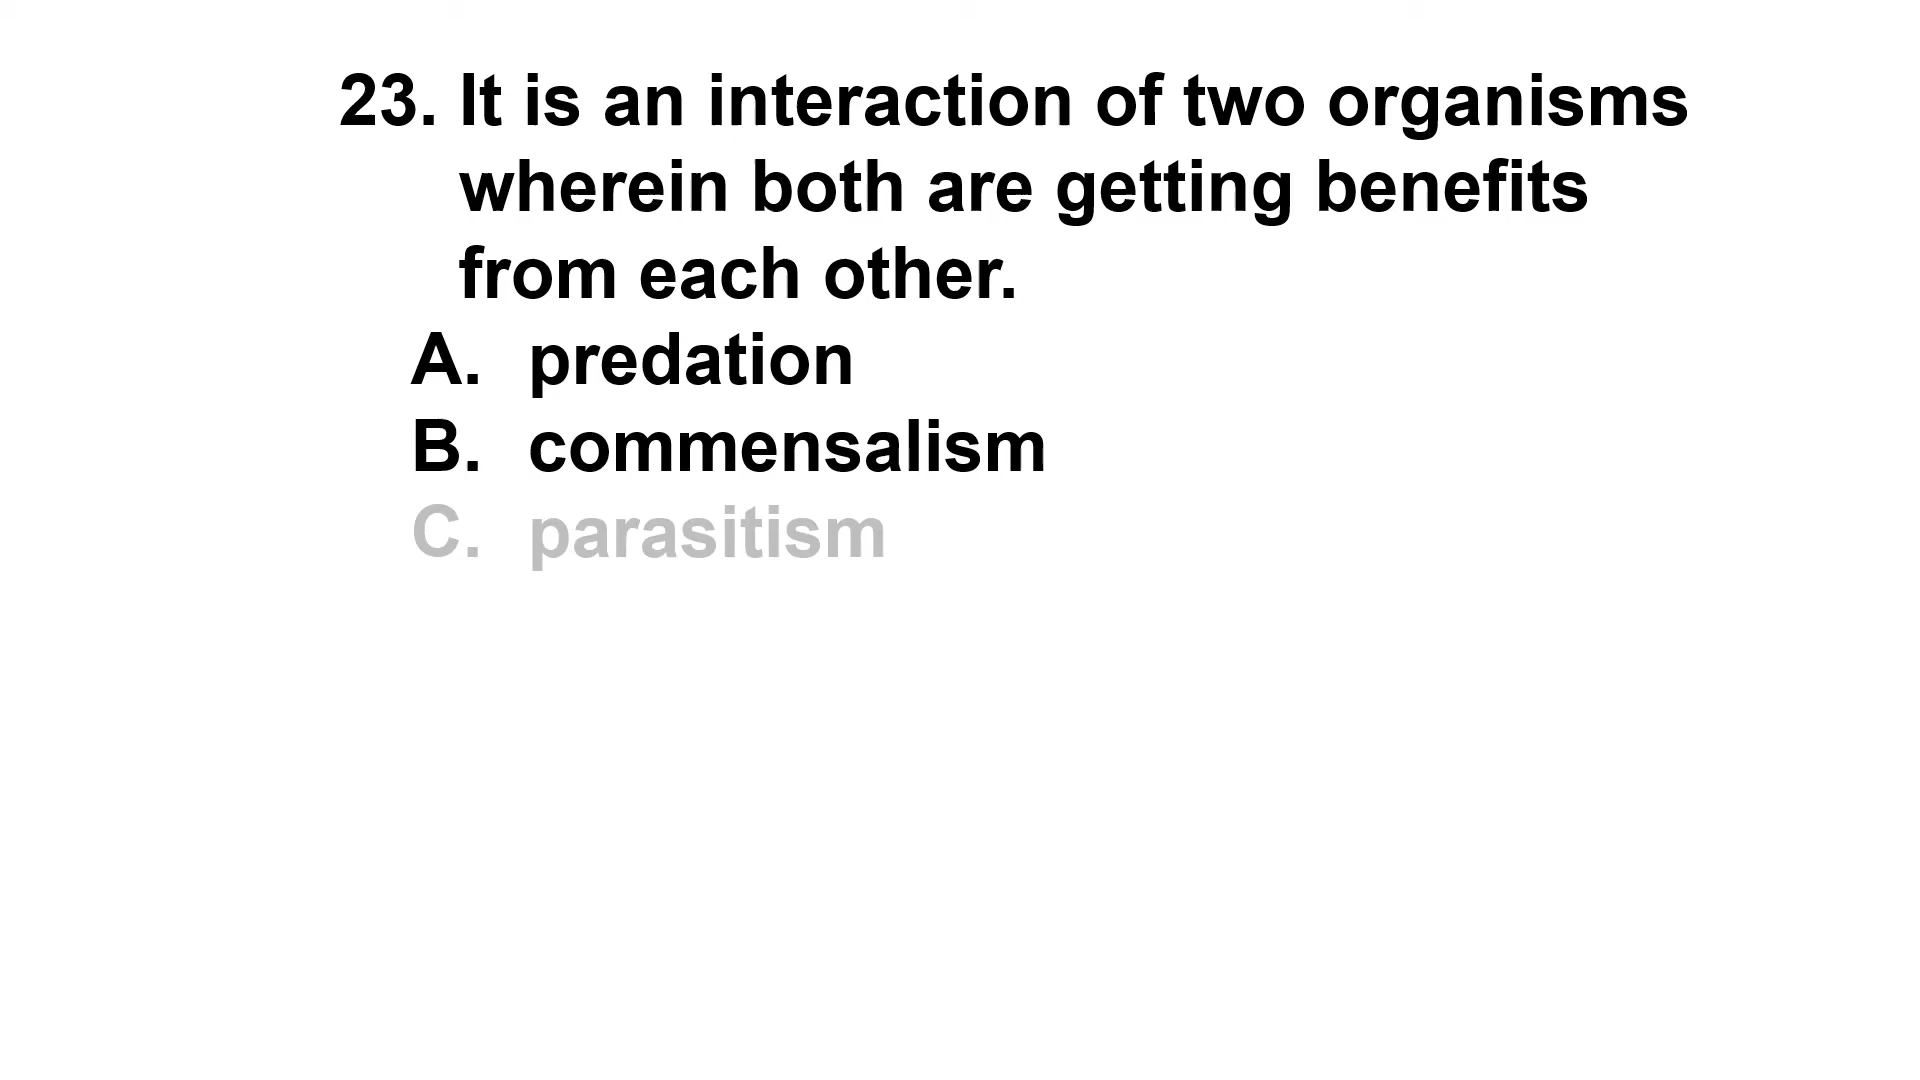 23. It is an interaction of two organisms
wherein both are getting benefits
from each other.
A. predation
B. commensalism
C. parasitism